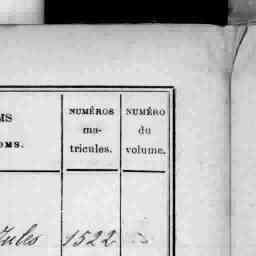 MS
OMS.
NUMÉROS
ma-
tricules.
NUMÉRO
du
volume.
Jules 1522